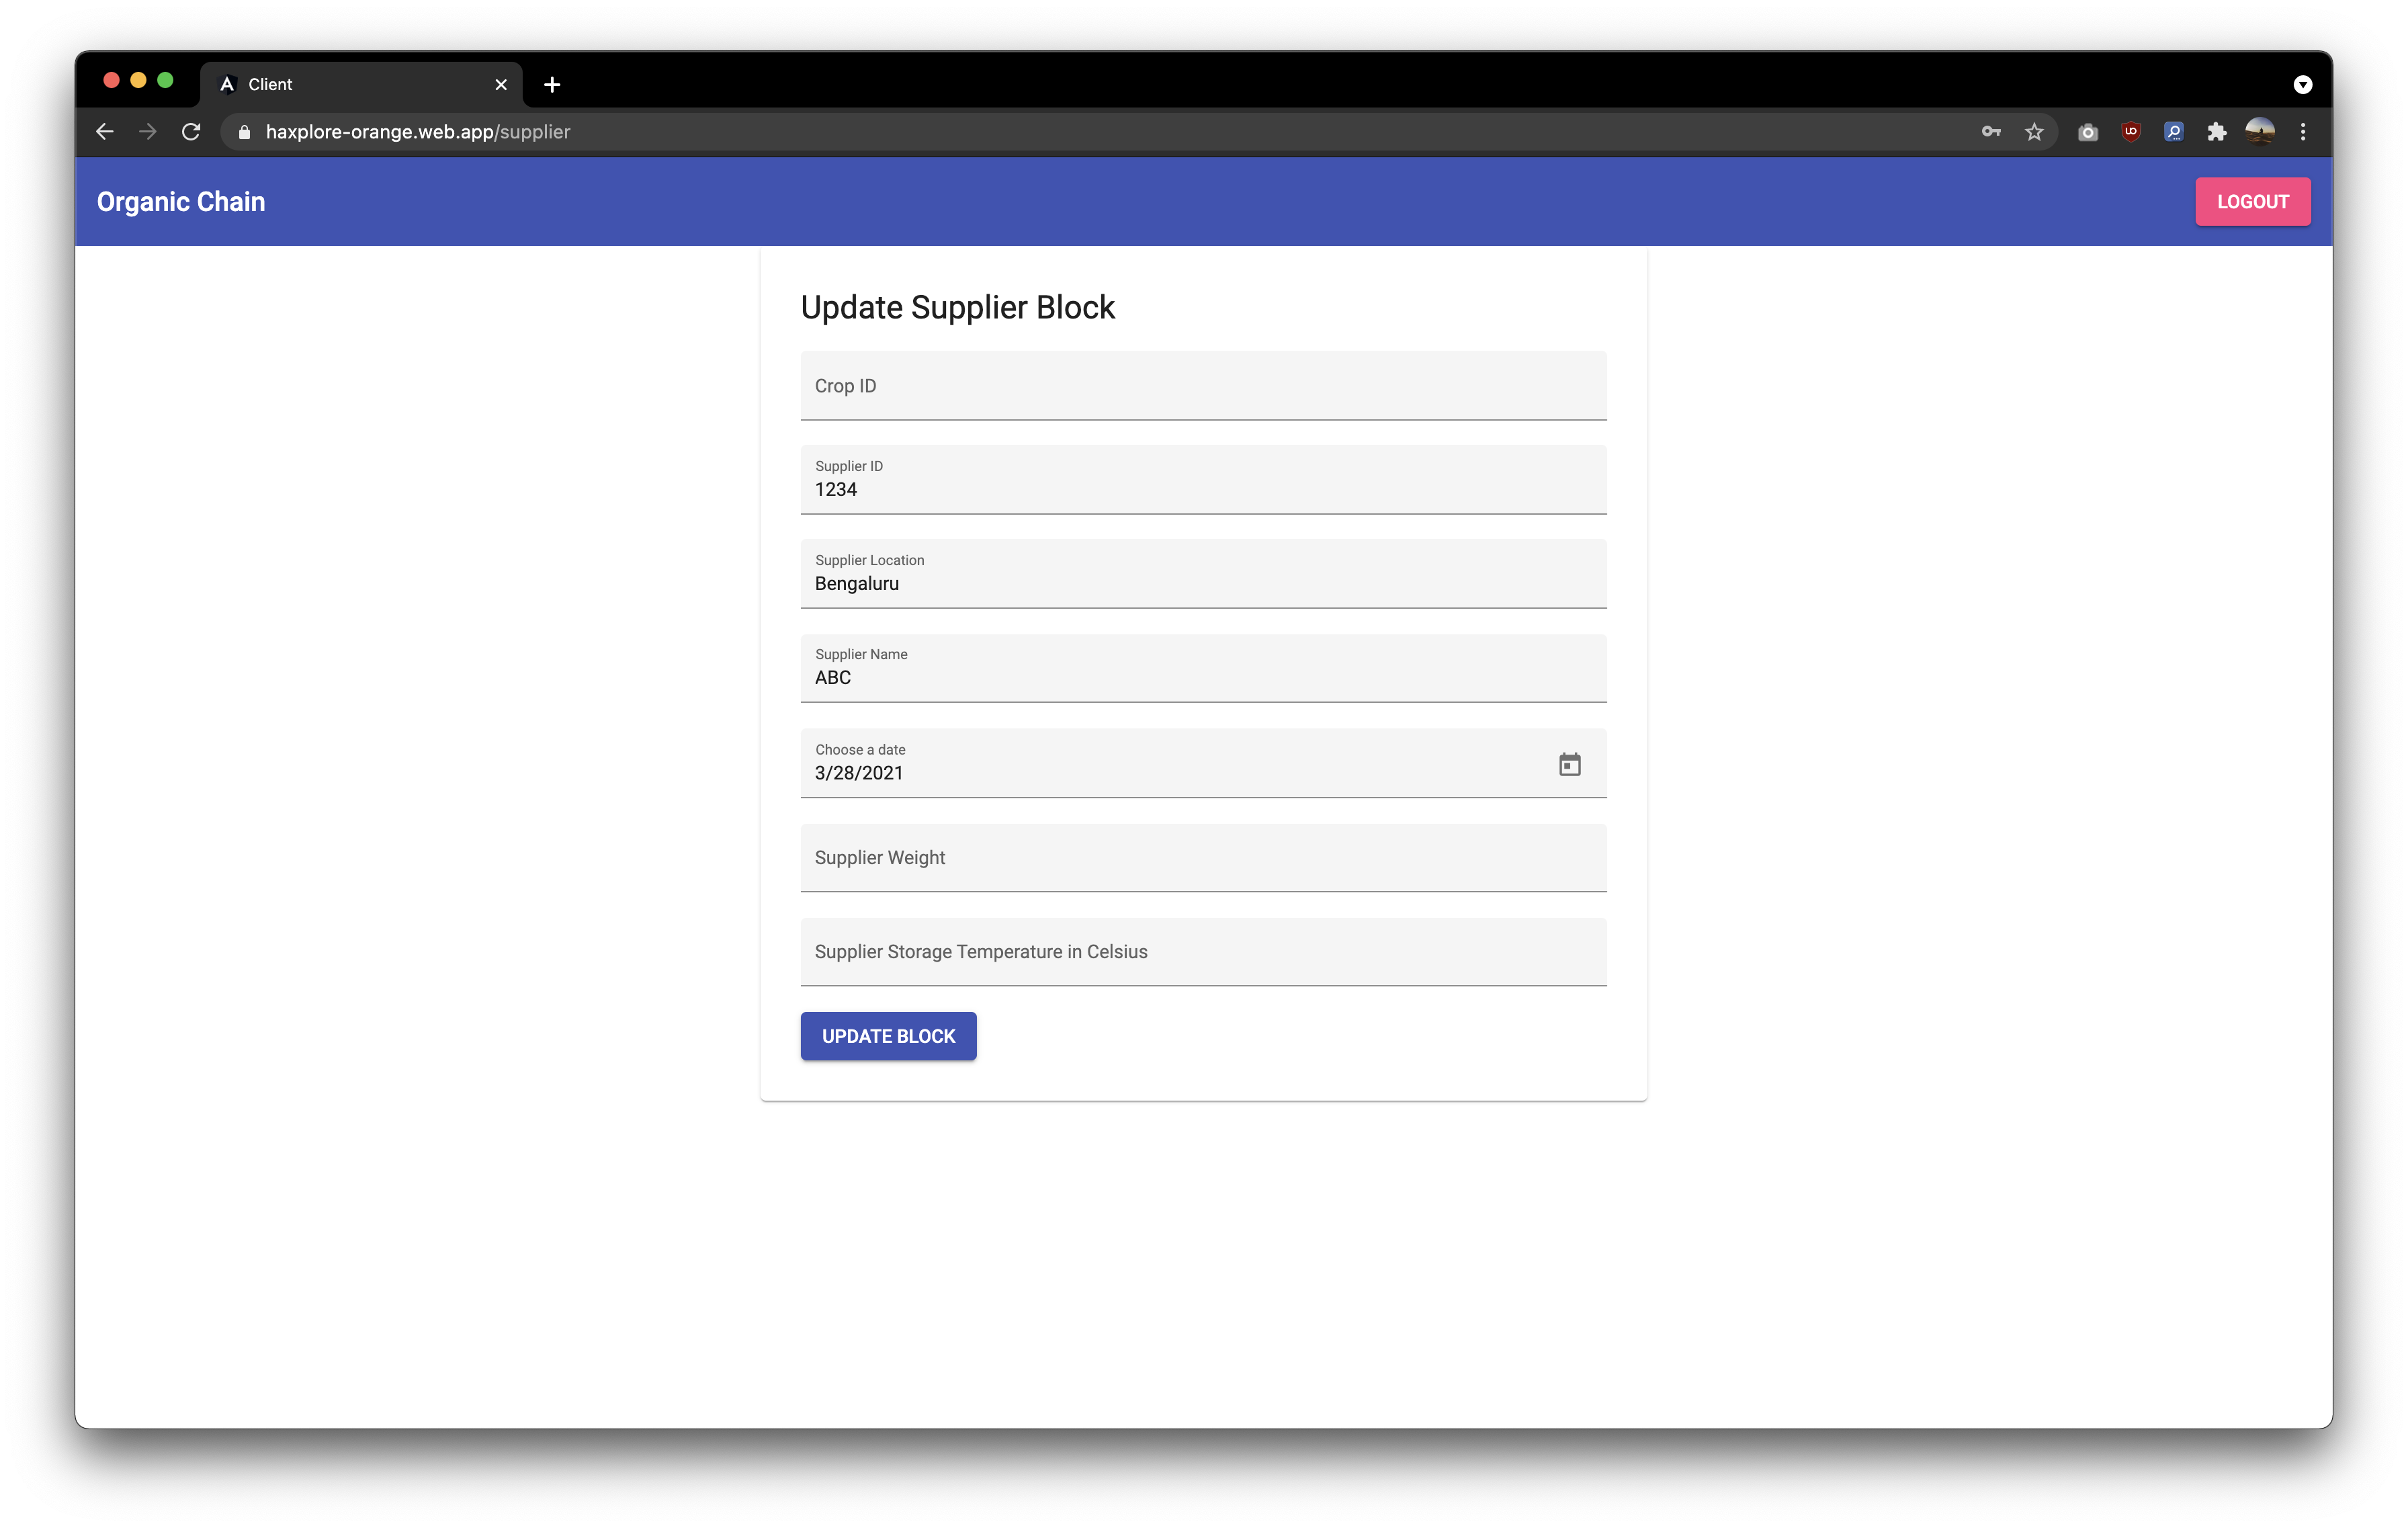 Client
haxplore-orange.web.app/supplier
Organic Chain
LOGOUT
Update Supplier Block
Crop ID
Supplier ID
1234
Supplier Location
Bengaluru
Supplier Name
ABC
Choose a date
3/28/2021
Supplier Weight
Supplier Storage Temperature in Celsius
UPDATE BLOCK